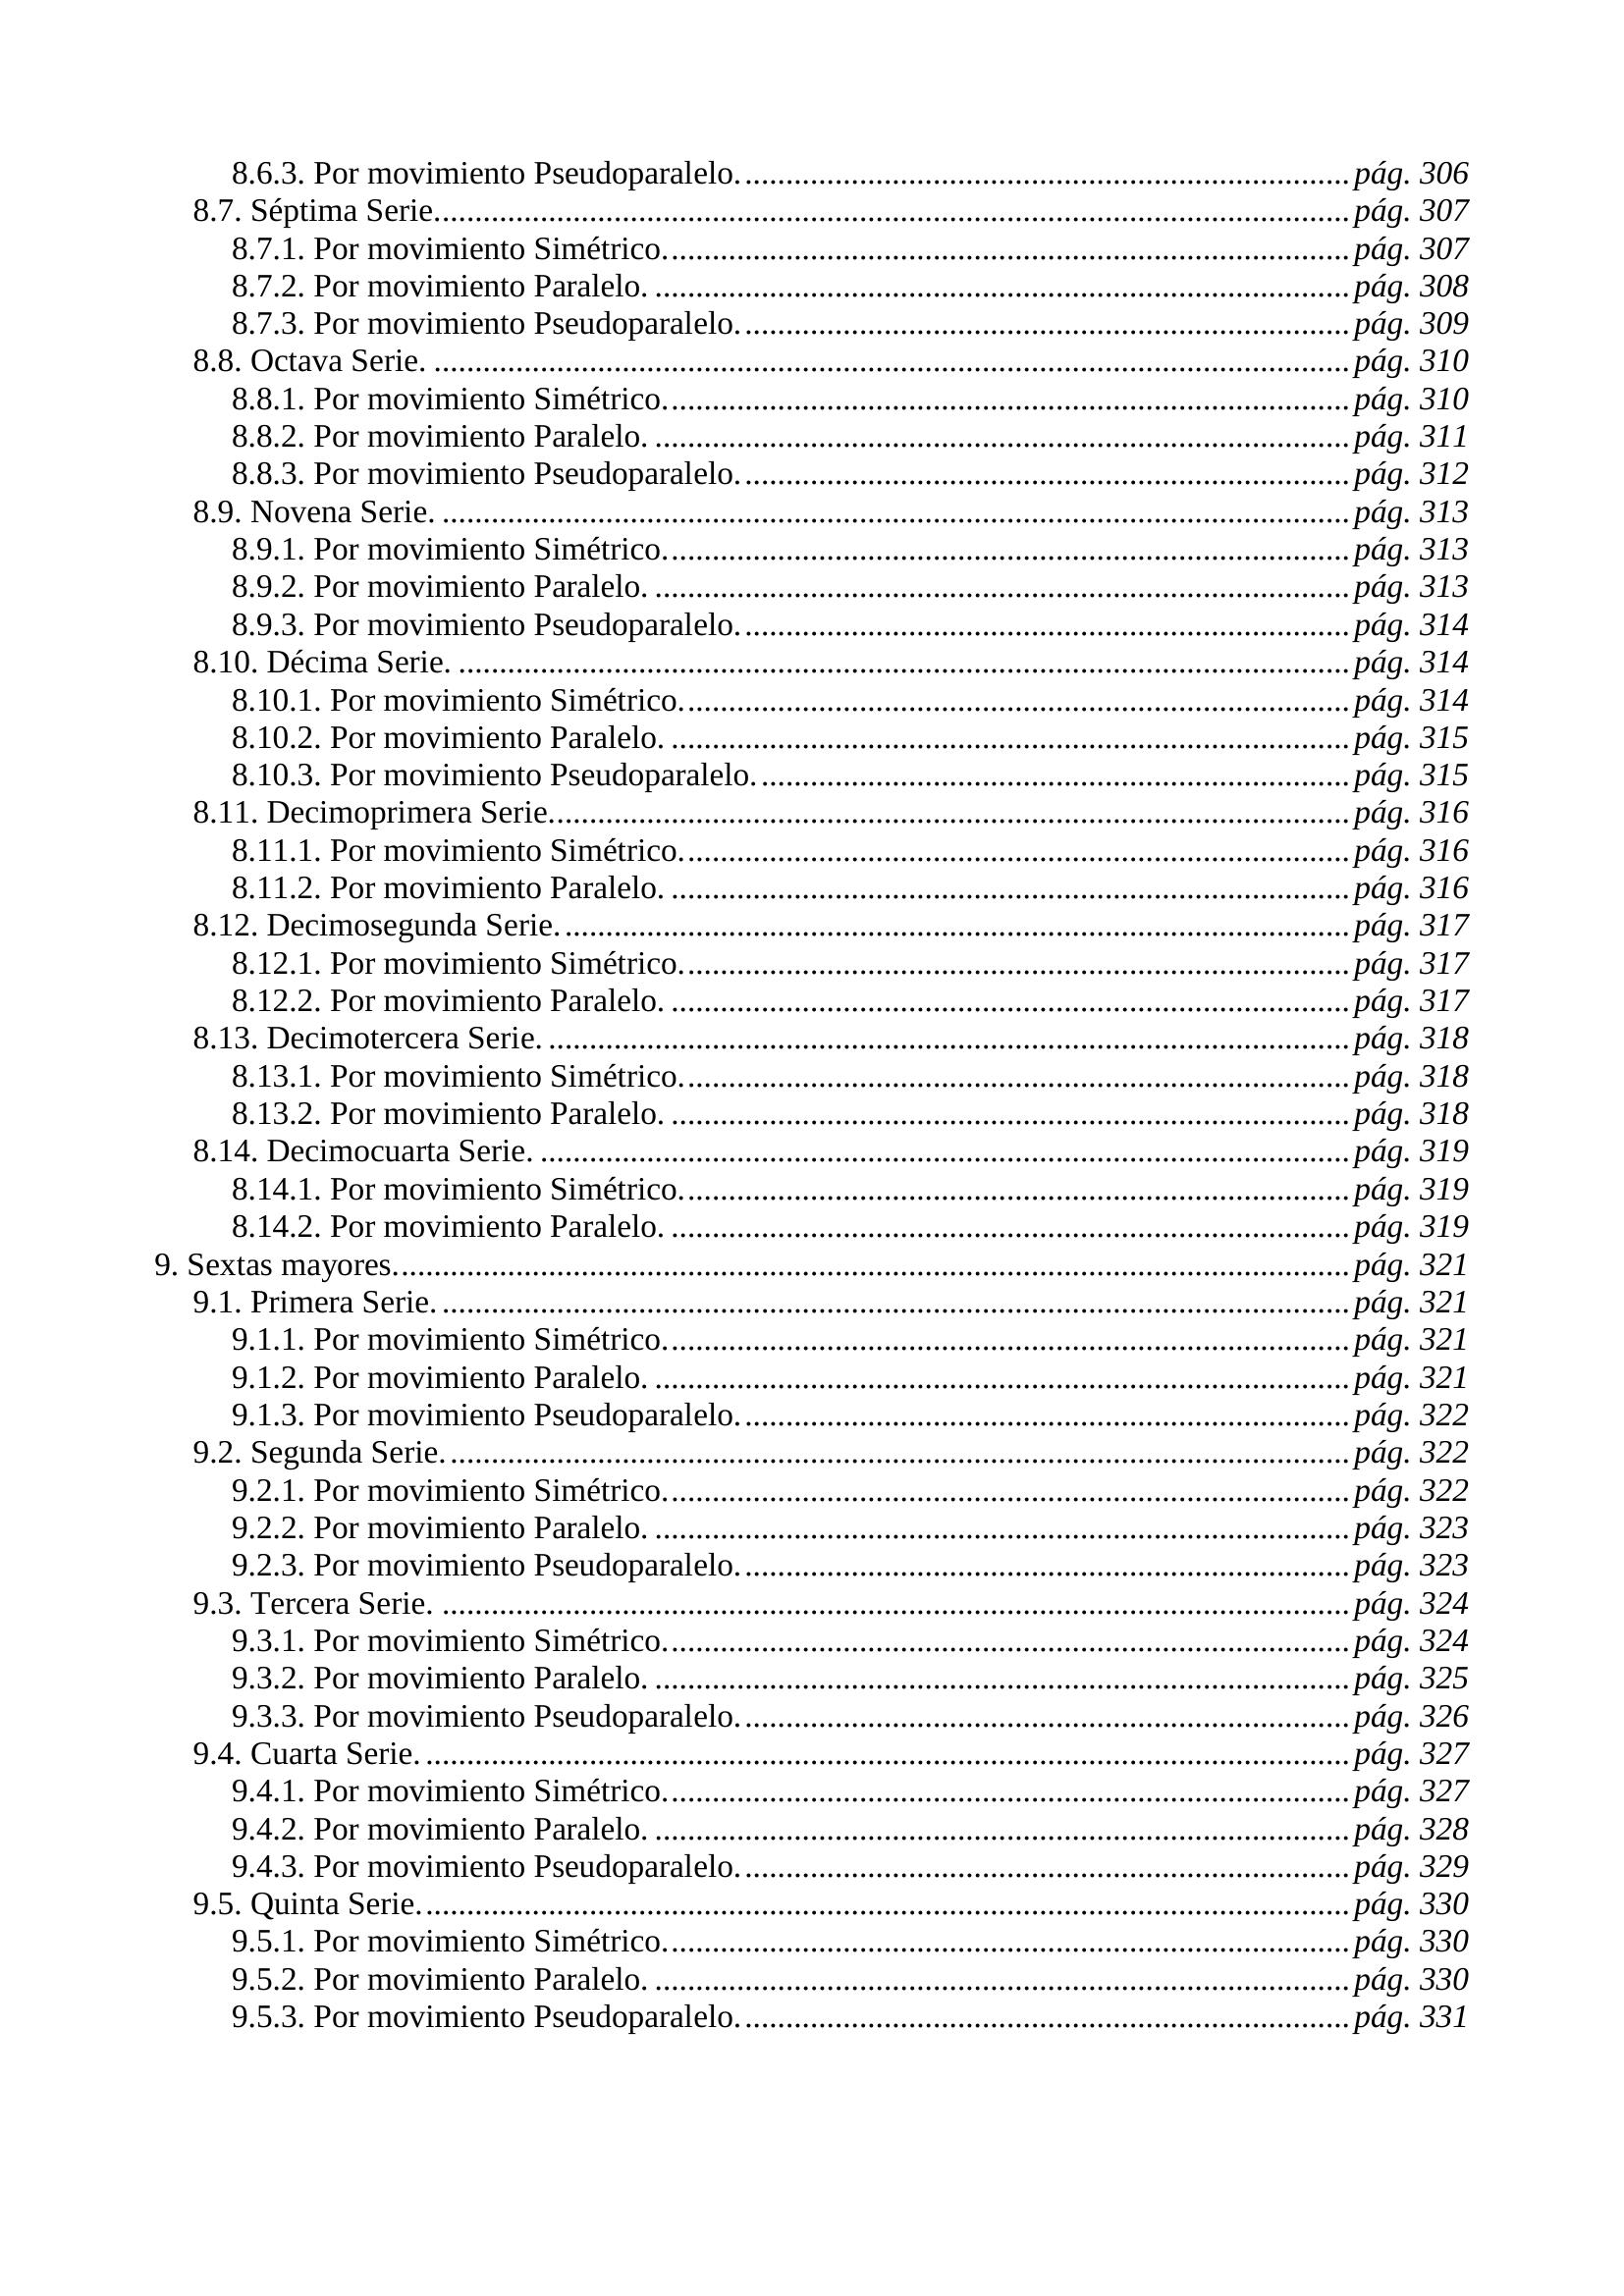 8.6.3. Por movimiento Pseudoparalelo. pág. 306
8.7. Séptima Serie. pág. 307
8.7.1. Por movimiento Simétrico. pág. 307
8.7.2. Por movimiento Paralelo. pág. 308
8.7.3. Por movimiento Pseudoparalelo. pág. 309
8.8. Octava Serie. pág. 310
8.8.1. Por movimiento Simétrico. pág. 310
8.8.2. Por movimiento Paralelo. pág. 311
8.8.3. Por movimiento Pseudoparalelo. pág. 312
8.9. Novena Serie. pág. 313
8.9.1. Por movimiento Simétrico. pág. 313
8.9.2. Por movimiento Paralelo. pág. 313
8.9.3. Por movimiento Pseudoparalelo. pág. 314
8.10. Décima Serie. pág. 314
8.10.1. Por movimiento Simétrico. pág. 314
8.10.2. Por movimiento Paralelo. pág. 315
8.10.3. Por movimiento Pseudoparalelo. pág. 315
8.11. Decimoprimera Serie. pág. 316
8.11.1. Por movimiento Simétrico. pág. 316
8.11.2. Por movimiento Paralelo. pág. 316
8.12. Decimosegunda Serie. pág. 317
8.12.1. Por movimiento Simétrico. pág. 317
8.12.2. Por movimiento Paralelo. pág. 317
8.13. Decimotercera Serie. pág. 318
8.13.1. Por movimiento Simétrico. pág. 318
8.13.2. Por movimiento Paralelo. pág. 318
8.14. Decimocuarta Serie. pág. 319
8.14.1. Por movimiento Simétrico. pág. 319
8.14.2. Por movimiento Paralelo. pág. 319
9. Sextas mayores. pág. 321
9.1. Primera Serie. pág. 321
9.1.1. Por movimiento Simétrico. pág. 321
9.1.2. Por movimiento Paralelo. pág. 321
9.1.3. Por movimiento Pseudoparalelo. pág. 322
9.2. Segunda Serie. pág. 322
9.2.1. Por movimiento Simétrico. pág. 322
9.2.2. Por movimiento Paralelo. pág. 323
9.2.3. Por movimiento Pseudoparalelo. pág. 323
9.3. Tercera Serie. pág. 324
9.3.1. Por movimiento Simétrico. pág. 324
9.3.2. Por movimiento Paralelo. pág. 325
9.3.3. Por movimiento Pseudoparalelo. pág. 326
9.4. Cuarta Serie. pág. 327
9.4.1. Por movimiento Simétrico. pág. 327
9.4.2. Por movimiento Paralelo. pág. 328
9.4.3. Por movimiento Pseudoparalelo. pág. 329
9.5. Quinta Serie. pág. 330
9.5.1. Por movimiento Simétrico. pág. 330
9.5.2. Por movimiento Paralelo. pág. 330
9.5.3. Por movimiento Pseudoparalelo. pág. 331